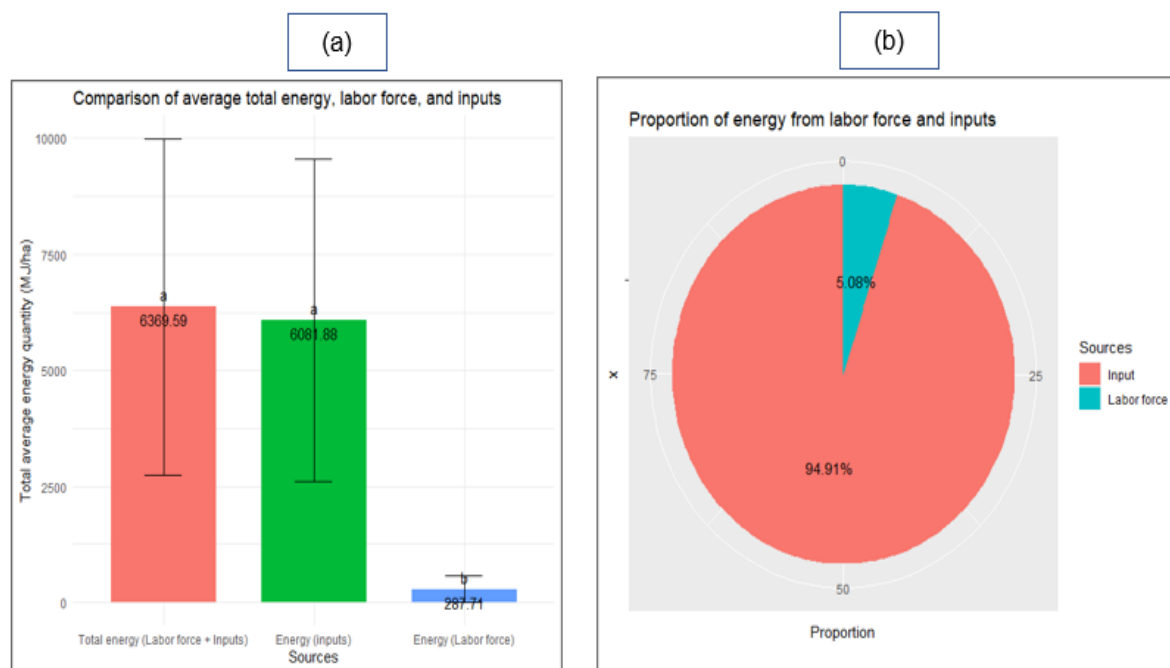 (a)
Comparison of average total energy, labor force, and inputs
Total average energy quantity (MJ/ha)
10000
7500
5000
2500
0
a
6369.59
a
6081.88
b
287.71
Total energy (Labor force + Inputs)
Energy (inputs)
Energy (Labor force)
Sources
(b)
Proportion of energy from labor force and inputs
0
25
50
75
x
5.08%
94.91%
Proportion
Sources
Input
Labor force